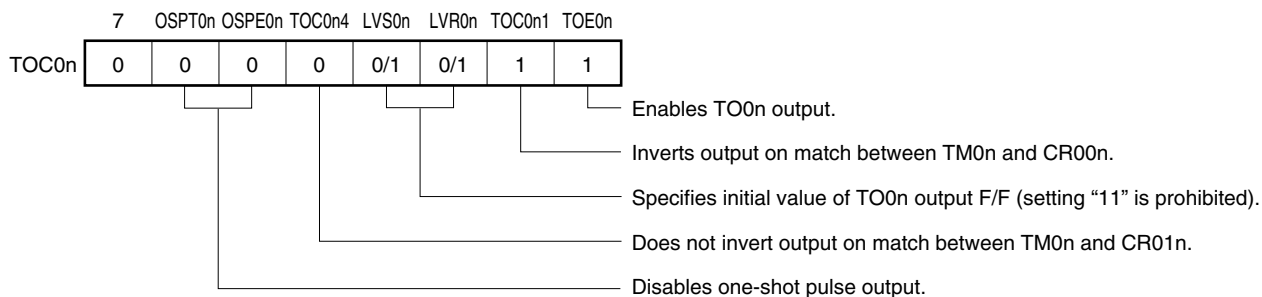 7 OSPT0n OSPE0n TOC0n4 LVS0n LVR0n TOC0n1 TOE0n
TOC0n 0 0 0 0 0/1 0/1 1 1
Enables TO0n output.
Inverts output on match between TM0n and CR00n.
Specifies initial value of TO0n output F/F (setting “11” is prohibited).
Does not invert output on match between TM0n and CR01n.
Disables one-shot pulse output.